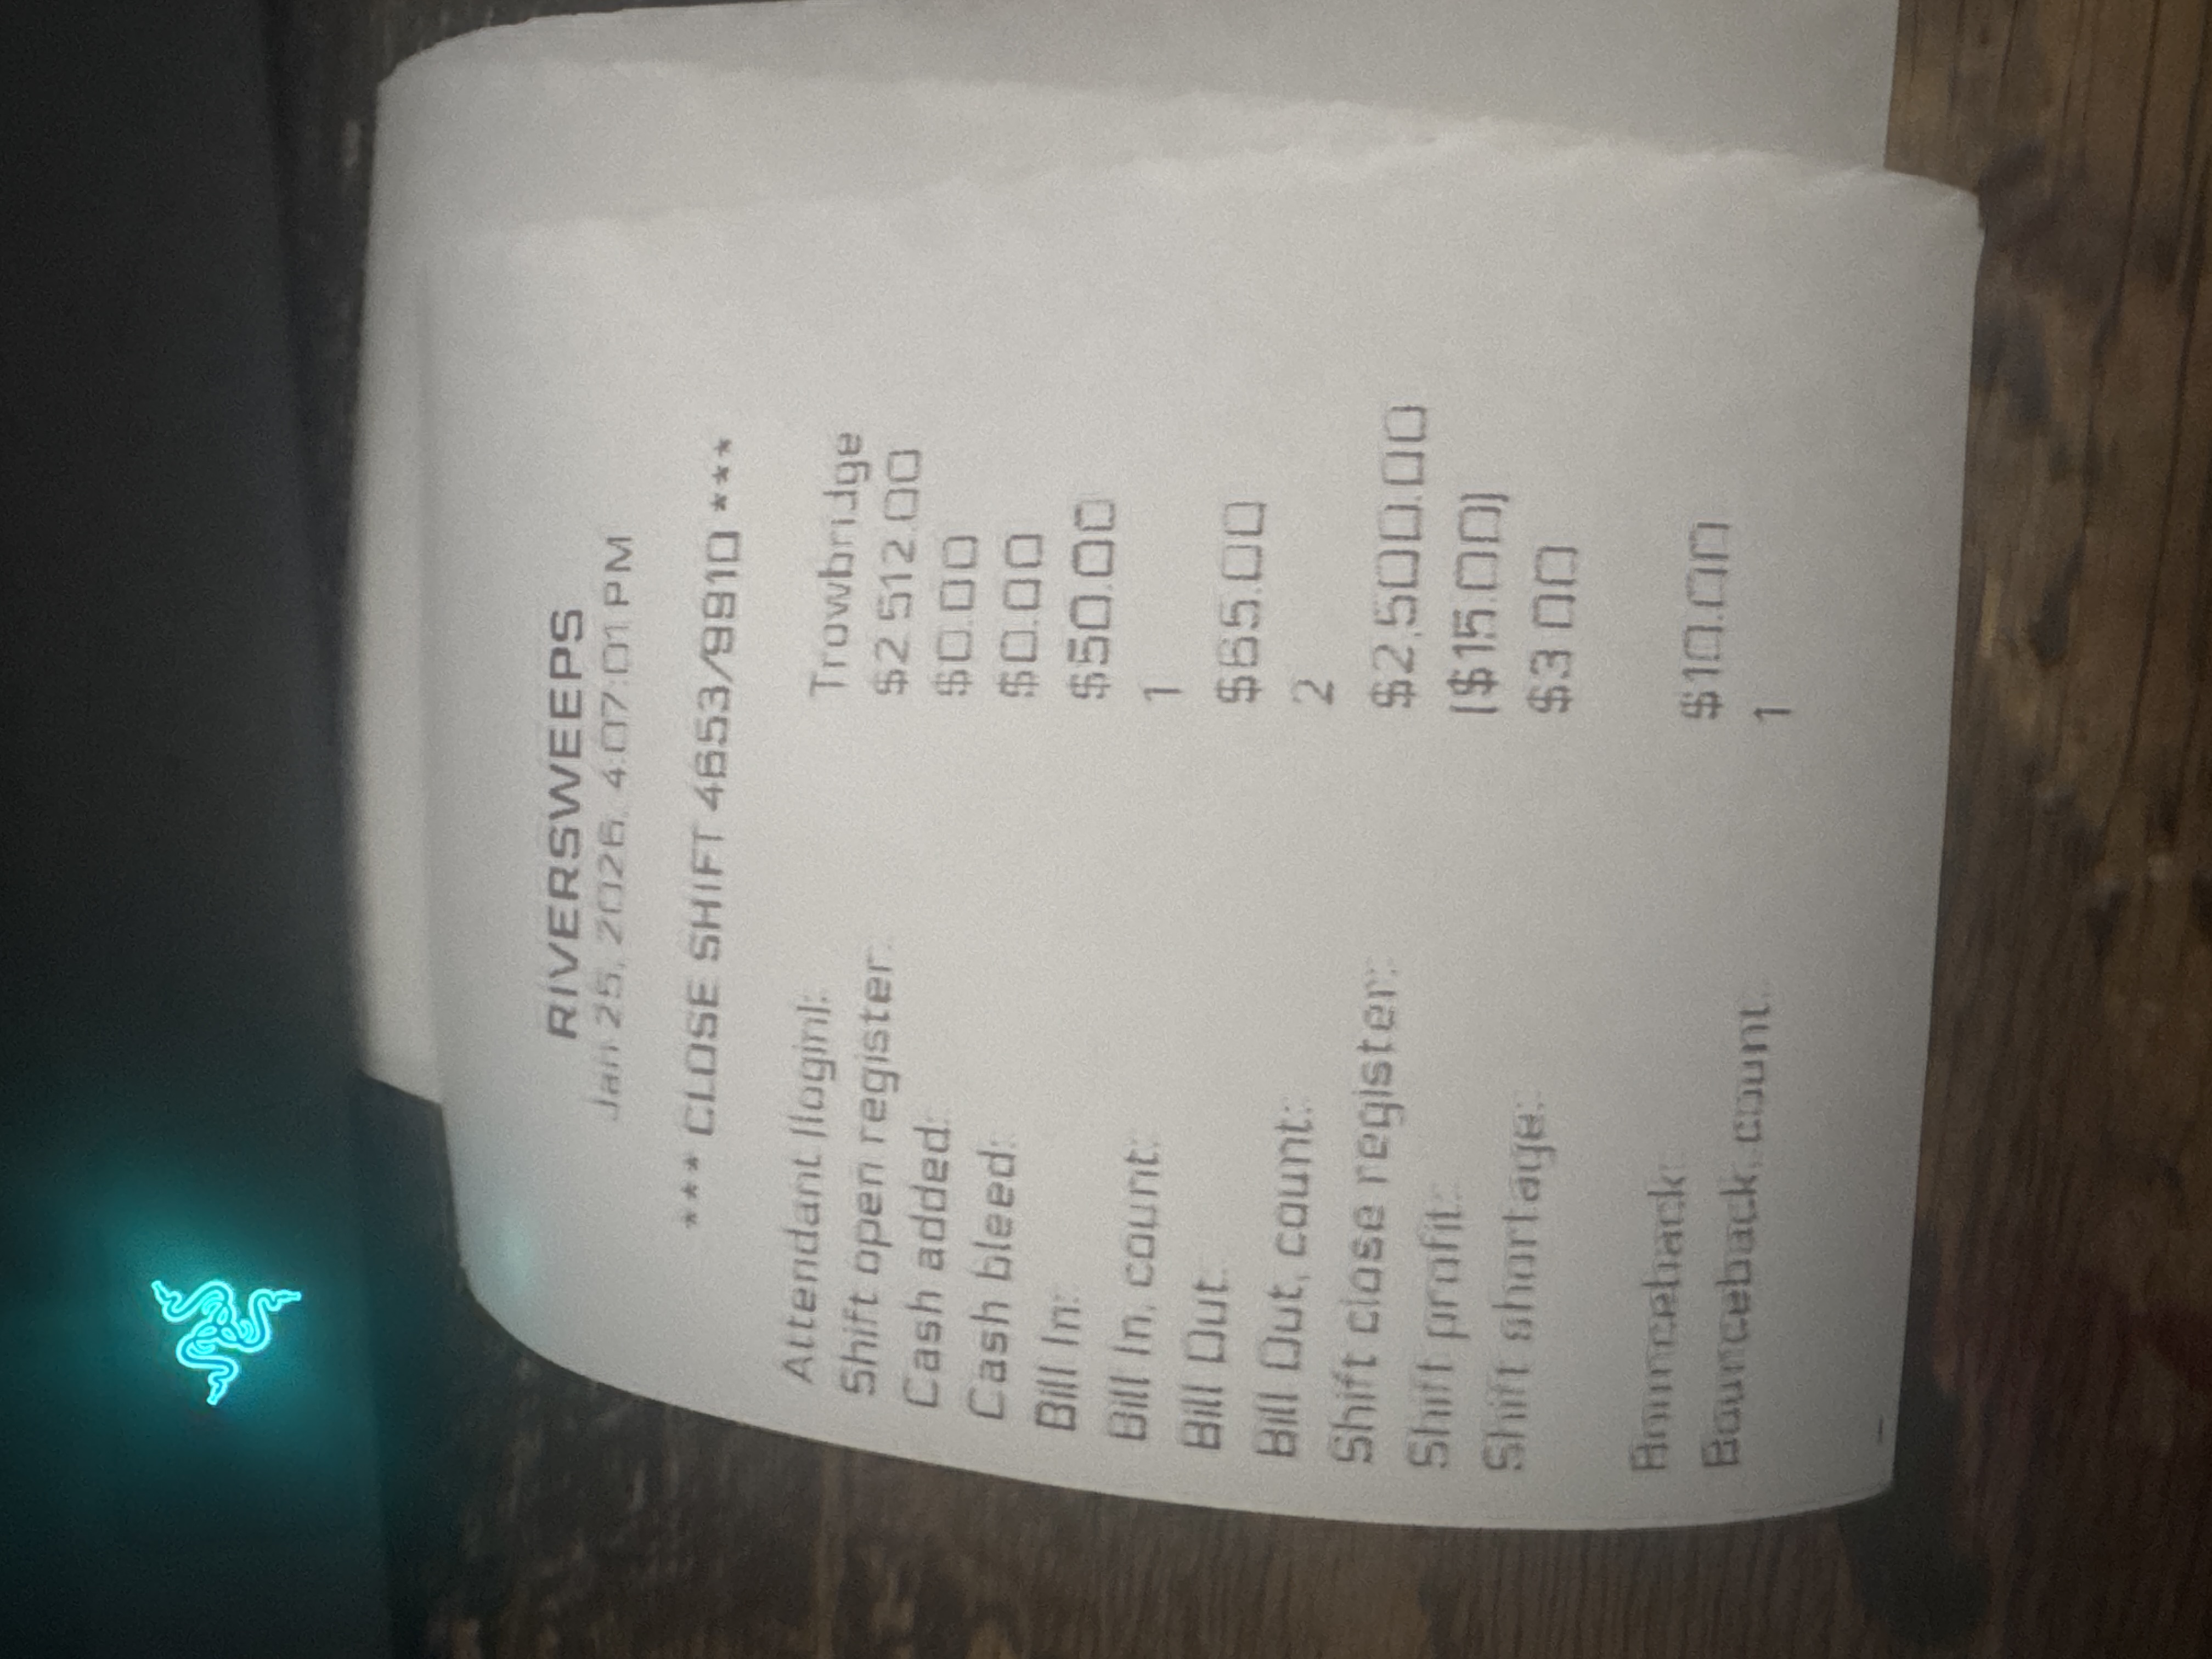 RIVERSWEEPS
Jan 25, 2026, 4:07:01 PM
*** CLOSE SHIFT 4653/9910 ***
Attendant (login): Trowbridge
Shift open register: $2,512.00
Cash added: $0.00
Cash bleed: $0.00
Bill In: $50.00
Bill In, count: 1
Bill Out: $65.00
Bill Out, count: 2
Shift close register: $2,500.00
Shift profit: ($15.00)
Shift shortage: $3.00
Bounceback: $10.00
Bounceback, count: 1